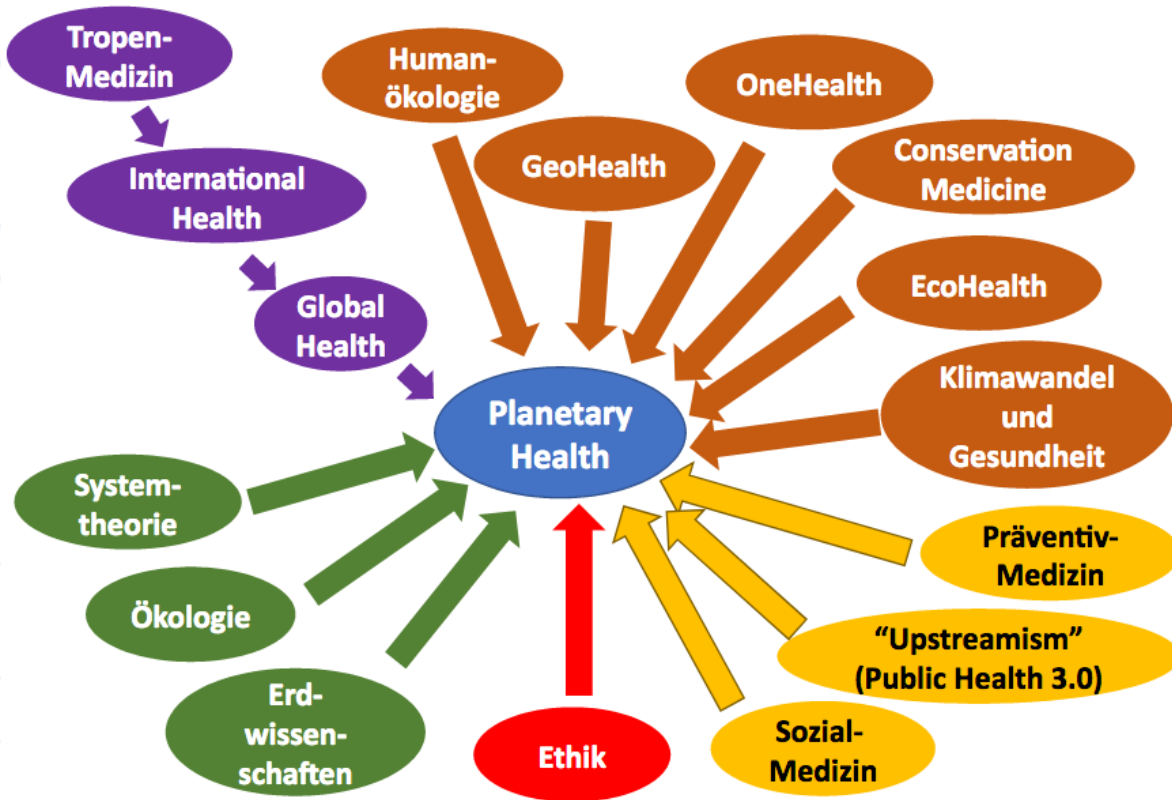 Tropen-
Medizin
Human-
ökologie
OneHealth
GeoHealth
Conservation
Medicine
International
Health
EcoHealth
Global
Health
Klimawandel
und
Gesundheit
Planetary
Health
System-
theorie
Präventiv-
Medizin
Ökologie
“Upstreamism”
(Public Health 3.0)
Erd-
wissen-
schaften
Ethik
Sozial-
Medizin